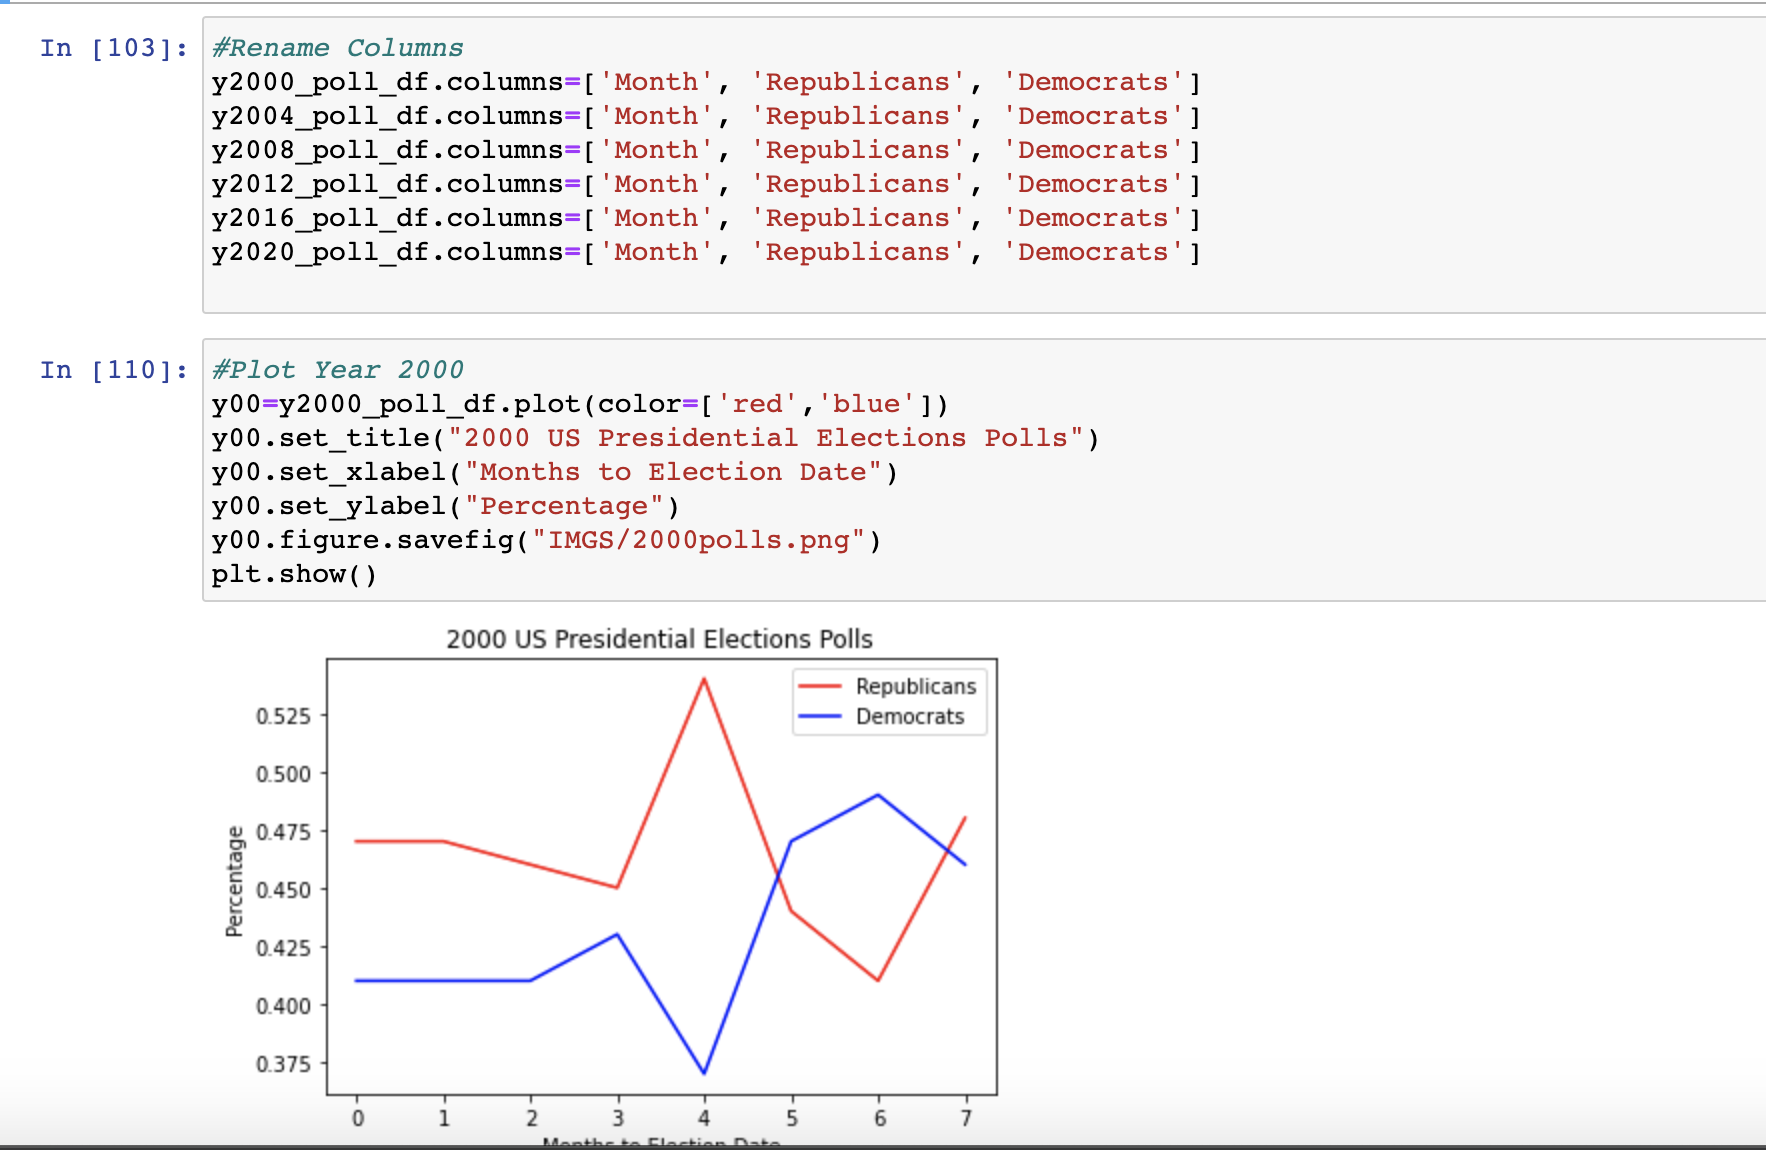 In [103]:
#Rename Columns
y2000_poll_df.columns=['Month', 'Republicans', 'Democrats']
y2004_poll_df.columns=['Month', 'Republicans', 'Democrats']
y2008_poll_df.columns=['Month', 'Republicans', 'Democrats']
y2012_poll_df.columns=['Month', 'Republicans', 'Democrats']
y2016_poll_df.columns=['Month', 'Republicans', 'Democrats']
y2020_poll_df.columns=['Month', 'Republicans', 'Democrats']
In [110]:
#Plot Year 2000
y00=y2000_poll_df.plot(color=['red','blue'])
y00.set_title("2000 US Presidential Elections Polls")
y00.set_xlabel("Months to Election Date")
y00.set_ylabel("Percentage")
y00.figure.savefig("IMGS/2000polls.png")
plt.show()
2000 US Presidential Elections Polls
Republicans
Democrats
Percentage
0.525
0.500
0.475
0.450
0.425
0.400
0.375
0 1 2 3 4 5 6 7
Months to Election Date